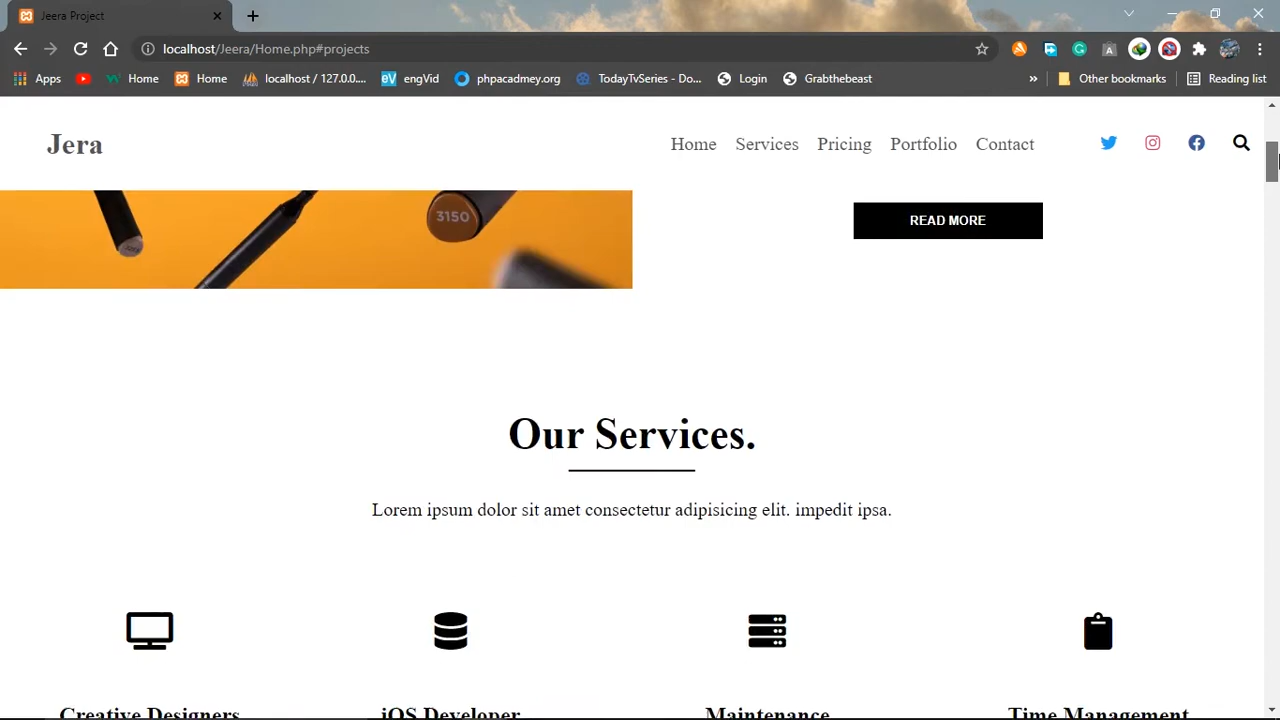 Jeera Project
localhost/Jeera/Home.php#projects
Apps Home Home localhost / 127.0.0.... eV engVid phpacadmey.org TodayTvSeries - Do... Login Grabthebeast » Other bookmarks Reading list
Jera Home Services Pricing Portfolio Contact
3150
READ MORE
Our Services.
Lorem ipsum dolor sit amet consectetur adipisicing elit. impedit ipsa.
Creative Designers iOS Developer Maintenance Time Management